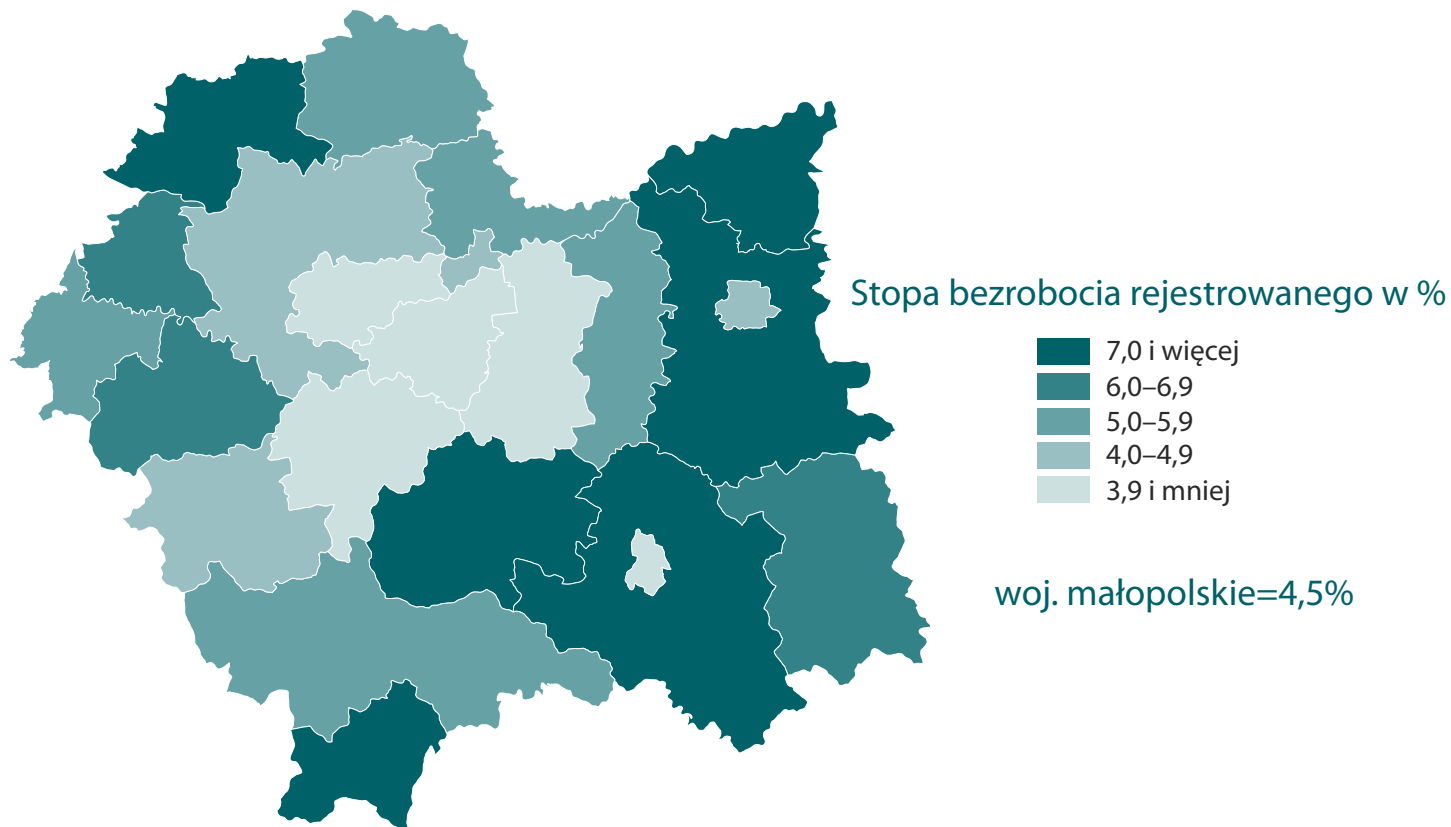 Stopa bezrobocia rejestrowanego w %
7,0 i więcej
6,0–6,9
5,0–5,9
4,0–4,9
3,9 i mniej
woj. małopolskie=4,5%